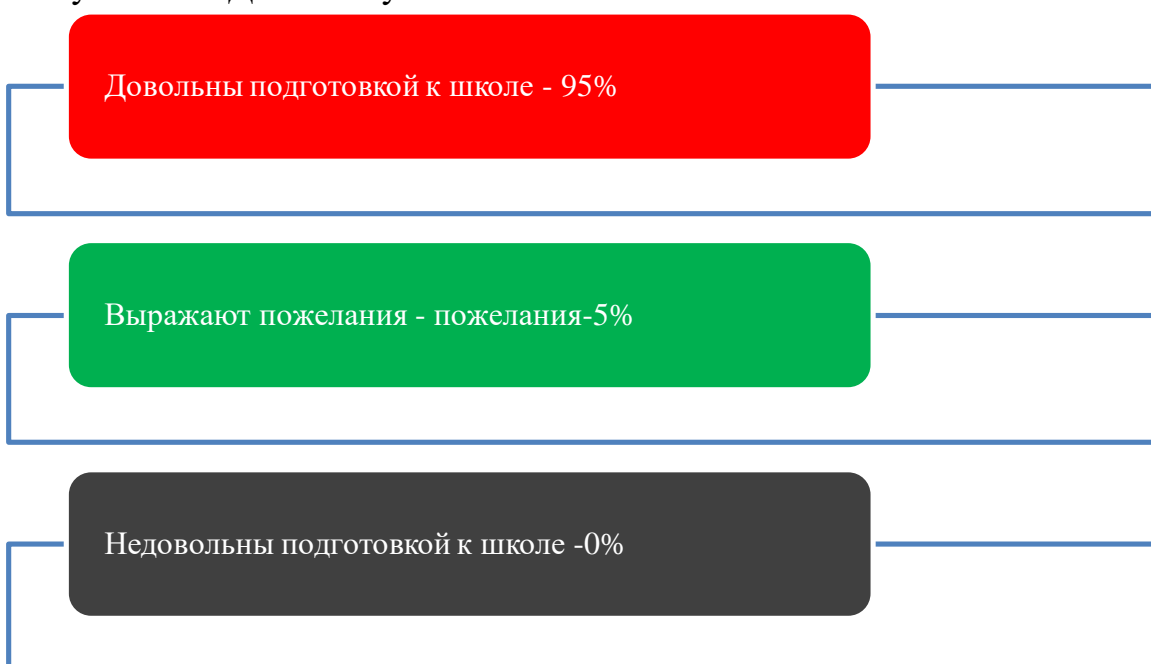 Довольны подготовкой к школе - 95%
Выражают пожелания - пожелания-5%
Недовольны подготовкой к школе -0%